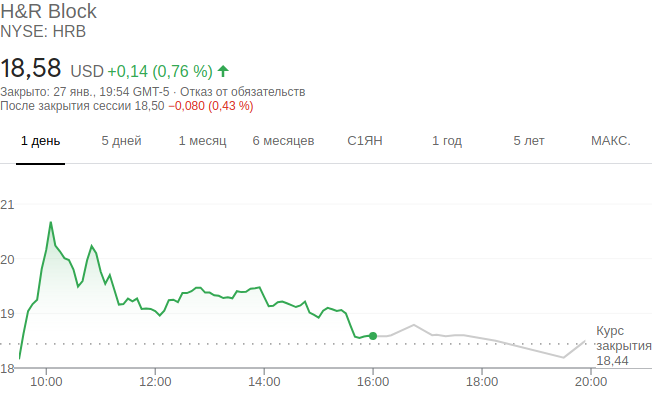 H&R Block
NYSE: HRB
18,58 USD +0,14 (0,76 %)
Закрыто: 27 янв., 19:54 GMT-5 · Отказ от обязательств
После закрытия сессии 18,50 −0,080 (0,43 %)
1 день 5 дней 1 месяц 6 месяцев С1ЯН 1 год 5 лет МАКС.
21
20
19
Курс
закрытия
18,44
18
10:00 12:00 14:00 16:00 18:00 20:00